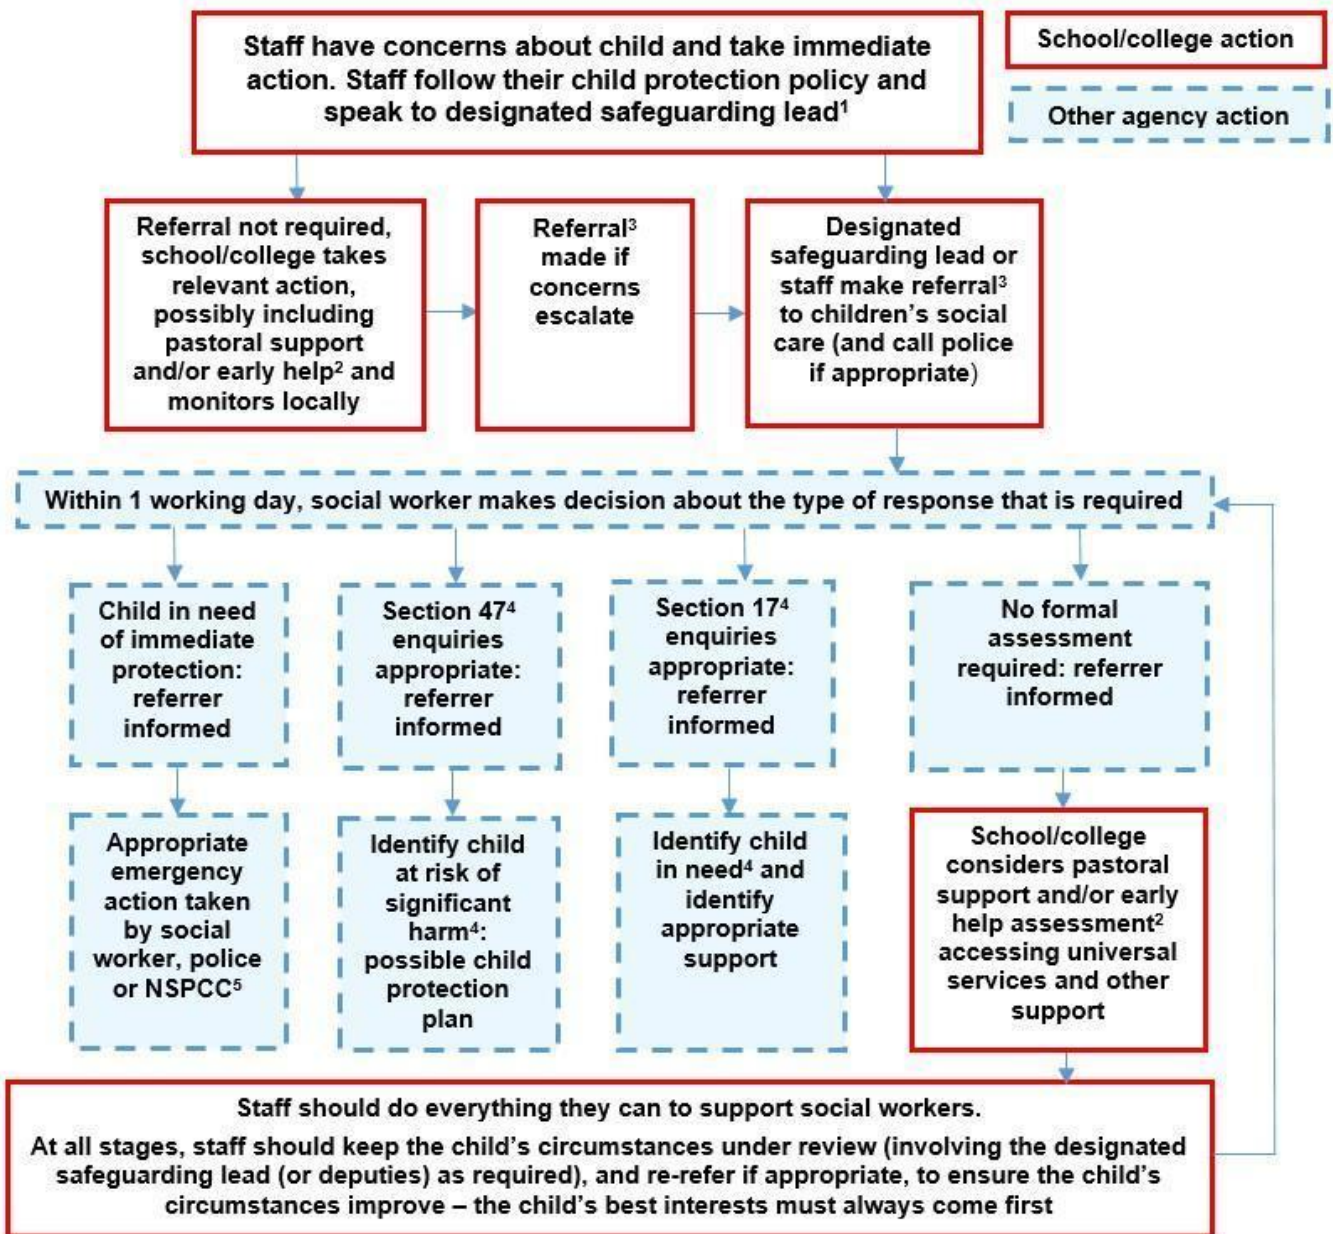 Staff have concerns about child and take immediate
action. Staff follow their child protection policy and
speak to designated safeguarding lead¹
School/college action
Other agency action
Referral not required,
school/college takes
relevant action,
possibly including
pastoral support
and/or early help² and
monitors locally
Referral³
made if
concerns
escalate
Designated
safeguarding lead or
staff make referral³
to children's social
care (and call police
if appropriate)
Within 1 working day, social worker makes decision about the type of response that is required
Child in need
of immediate
protection:
referrer
informed
Section 47⁴
enquiries
appropriate:
referrer
informed
Section 17⁴
enquiries
appropriate:
referrer
informed
No formal
assessment
required: referrer
informed
Appropriate
emergency
action taken
by social
worker, police
or NSPCC⁵
Identify child
at risk of
significant
harm⁴:
possible child
protection
plan
Identify child
in need⁴ and
identify
appropriate
support
School/college
considers pastoral
support and/or early
help assessment²
accessing universal
services and other
support
Staff should do everything they can to support social workers.
At all stages, staff should keep the child's circumstances under review (involving the designated
safeguarding lead (or deputies) as required), and re-refer if appropriate, to ensure the child's
circumstances improve – the child's best interests must always come first